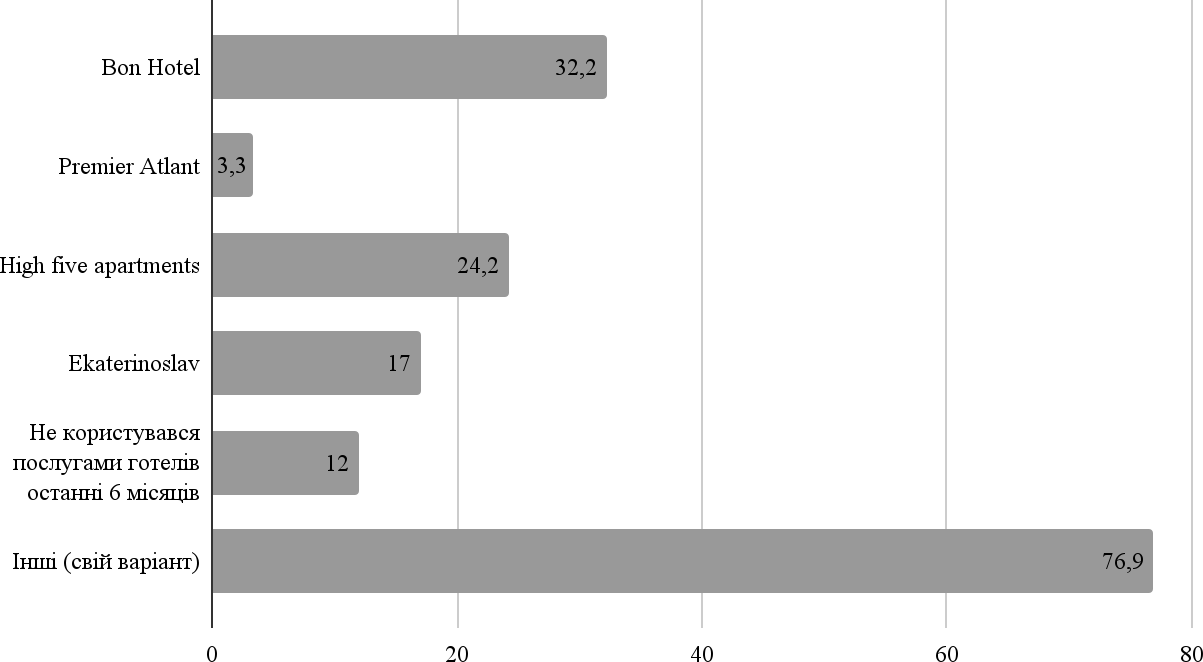 Bon Hotel
32,2
Premier Atlant
3,3
High five apartments
24,2
Ekaterinoslav
17
Не користувався
послугами готелів
останні 6 місяців
12
Інші (свій варіант)
76,9
0 20 40 60 80